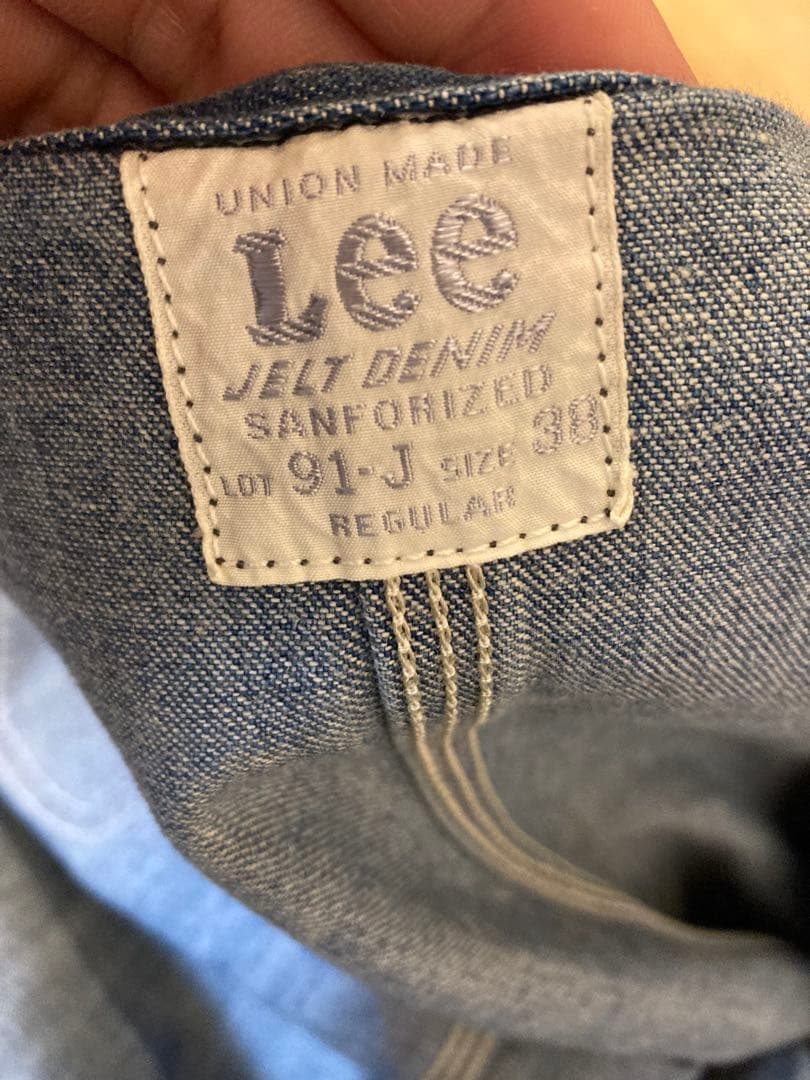 UNION MADE
Lee
JELT DENIM
SANFORIZED
LOT 91-J SIZE 38
REGULAR